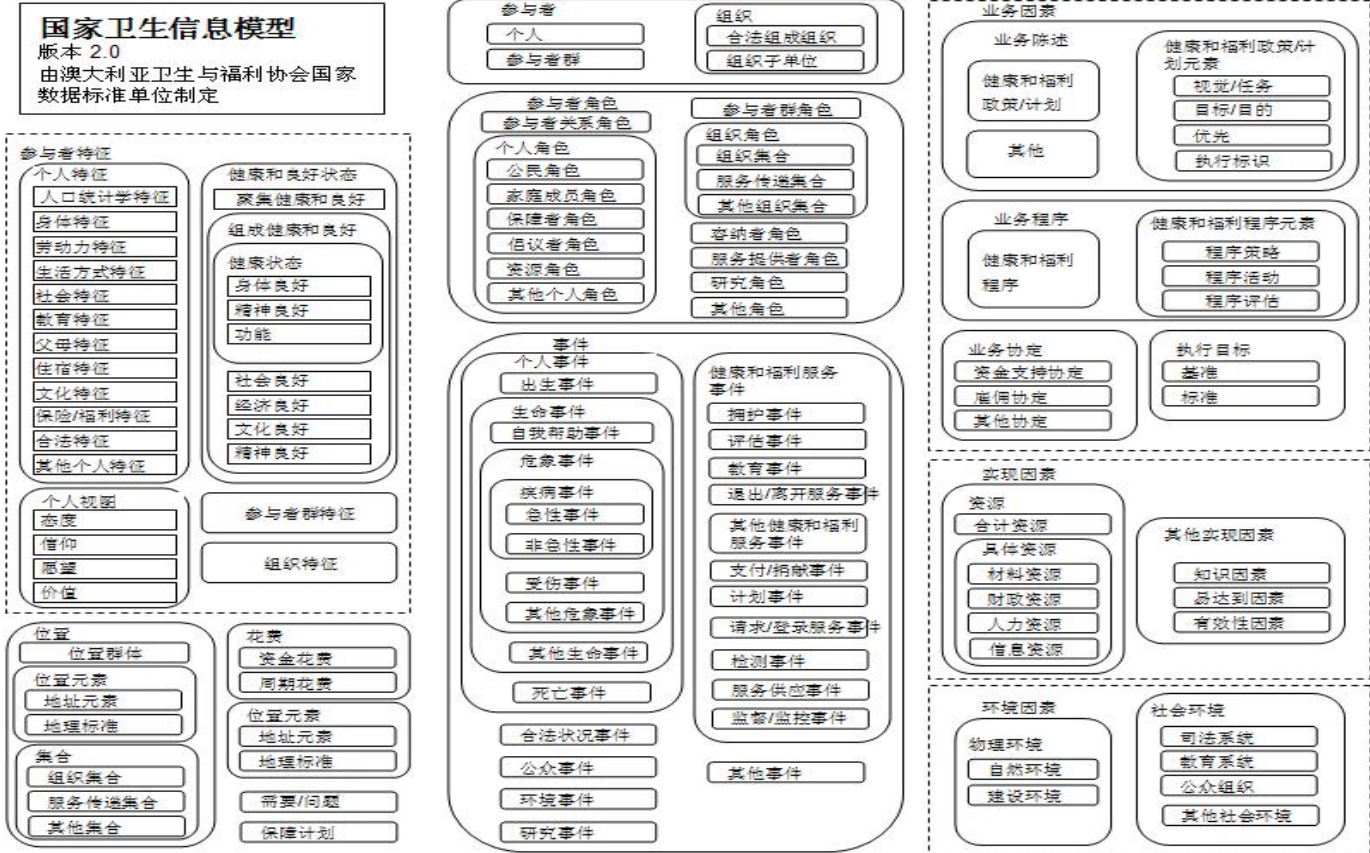 国家卫生信息模型
版本 2.0
由澳大利亚卫生与福利协会国家
数据标准单位制定
参与者特征
个人特征
人口统计学特征
身体特征
劳动力特征
生活方式特征
社会特征
教育特征
父母特征
住宿特征
文化特征
保险/福利特征
合法特征
其他个人特征
健康和良好状态
聚集健康和良好
组成健康和良好
健康状态
身体良好
精神良好
功能
社会良好
经济良好
文化良好
精神良好
个人视图
态度
信仰
愿望
价值
参与者群特征
组织特征
位置
位置群体
位置元素
地址元素
地理标准
集合
组织集合
服务传递集合
其他集合
花费
资金花费
周期花费
位置元素
地址元素
地理标准
需要/问题
保障计划
参与者
个人
参与者群
组织
合法组成组织
组织子单位
参与者角色
参与者关系角色
个人角色
公民角色
家庭成员角色
保障者角色
倡议者角色
资源角色
其他个人角色
参与者群角色
组织角色
组织集合
服务传递集合
其他组织集合
容纳者角色
服务提供者角色
研究角色
其他角色
事件
个人事件
出生事件
生命事件
自我帮助事件
危象事件
疾病事件
急性事件
非急性事件
受伤事件
其他危象事件
其他生命事件
死亡事件
合法状况事件
公众事件
环境事件
研究事件
健康和福利服务
事件
拥护事件
评估事件
教育事件
退出/离开服务事件
其他健康和福利
服务事件
支付/捐献事件
计划事件
请求/登录服务事件
检测事件
服务供应事件
监督/监控事件
其他事件
业务因素
业务陈述
健康和福利
政策/计划
其他
健康和福利政策/计
划元素
视觉/任务
目标/目的
优先
执行标识
业务程序
健康和福利
程序
健康和福利程序元素
程序策略
程序活动
程序评估
业务协定
资金支持协定
雇佣协定
其他协定
执行目标
基准
标准
实现因素
资源
合计资源
具体资源
材料资源
财政资源
人力资源
信息资源
其他实现因素
知识因素
易达到因素
有效性因素
环境因素
物理环境
自然环境
建设环境
社会环境
司法系统
教育系统
公众组织
其他社会环境